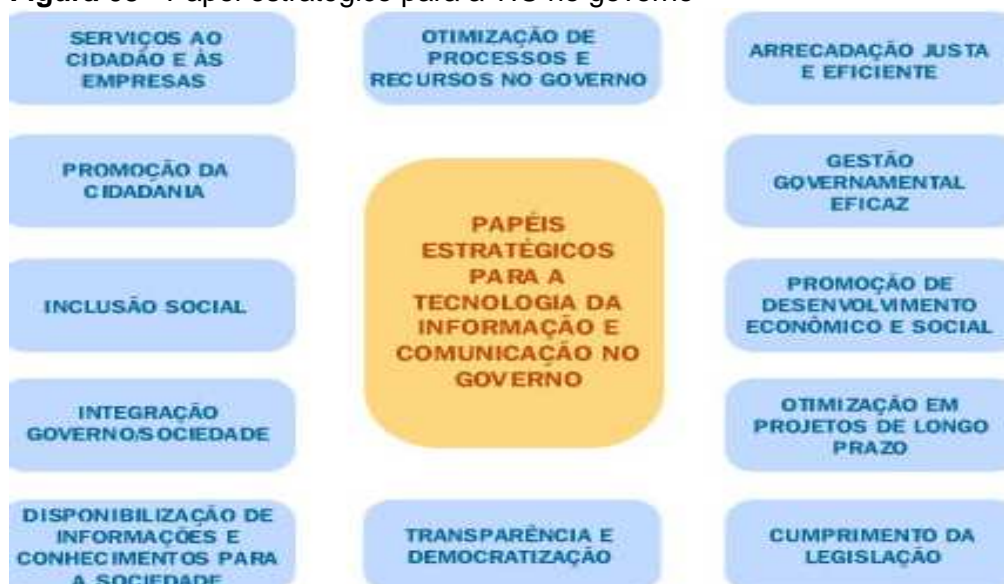 SERVIÇOS AO
CIDADÃO E ÀS
EMPRESAS
OTIMIZAÇÃO DE
PROCESSOS E
RECURSOS NO GOVERNO
ARRECADAÇÃO JUSTA
E EFICIENTE
PROMOÇÃO DA
CIDADANIA
GESTÃO
GOVERNAMENTAL
EFICAZ
PAPÉIS
ESTRATÉGICOS
PARA A
TECNOLOGIA DA
INFORMAÇÃO E
COMUNICAÇÃO NO
GOVERNO
INCLUSÃO SOCIAL
PROMOÇÃO DE
DESENVOLVIMENTO
ECONÔMICO E SOCIAL
INTEGRAÇÃO
GOVERNO/SOCIEDADE
OTIMIZAÇÃO EM
PROJETOS DE LONGO
PRAZO
DISPONIBILIZAÇÃO DE
INFORMAÇÕES E
CONHECIMENTOS PARA
A SOCIEDADE
TRANSPARÊNCIA E
DEMOCRATIZAÇÃO
CUMPRIMENTO DA
LEGISLAÇÃO